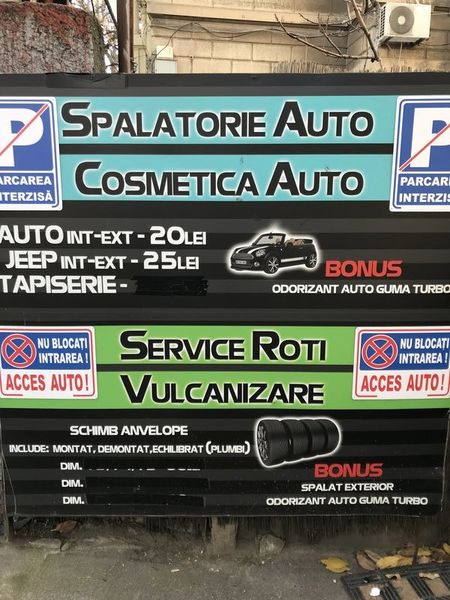 SPALATORIE AUTO
COSMETICA AUTO
P
PARCAREA
INTERZISĂ
P
PARCAREA
INTERZISĂ
AUTO INT-EXT - 20LEI
JEEP INT-EXT - 25LEI
TAPISERIE -
BONUS
ODORIZANT AUTO GUMA TURBO
SERVICE ROTI
VULCANIZARE
NU BLOCAȚI
INTRAREA !
ACCES AUTO!
NU BLOCAȚI
INTRAREA !
ACCES AUTO!
SCHIMB ANVELOPE
INCLUDE: MONTAT, DEMONTAT,ECHILIBRAT (PLUMBI)
DIM.
DIM.
DIM.
BONUS
SPALAT EXTERIOR
ODORIZANT AUTO GUMA TURBO